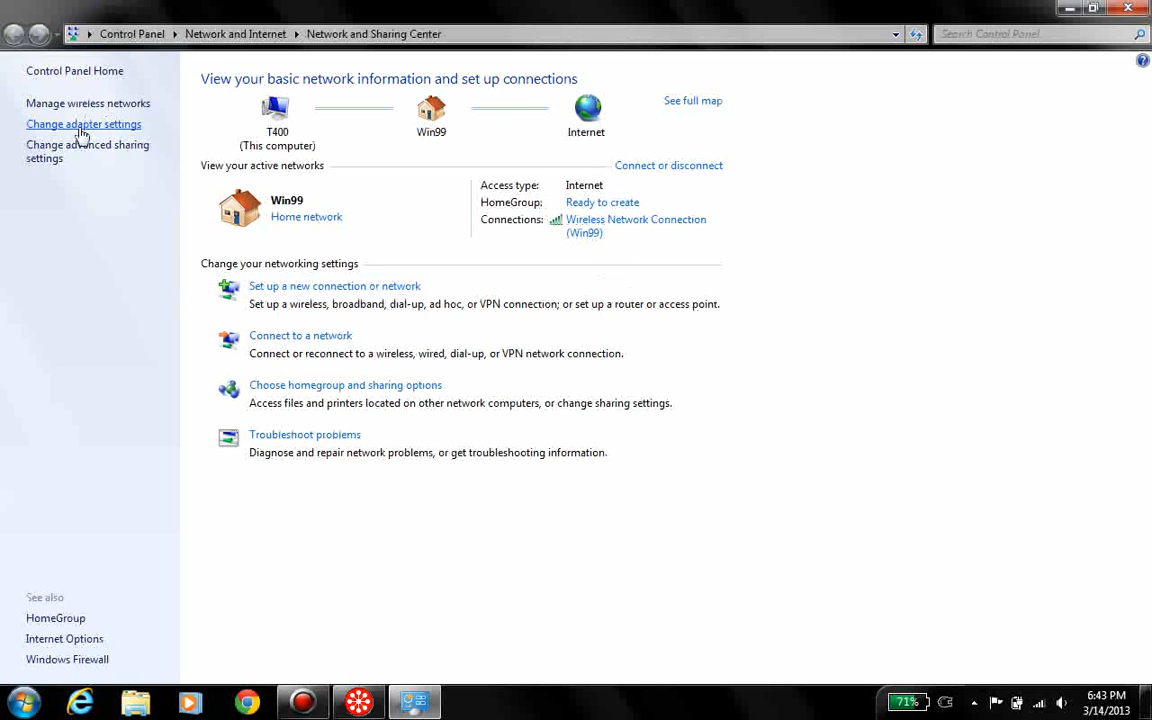 Control Panel
Network and Internet
Network and Sharing Center
Search Control Panel
Control Panel Home
Manage wireless networks
Change adapter settings
Change advanced sharing
settings
View your basic network information and set up connections
See full map
T400
(This computer)
Win99
Internet
View your active networks
Connect or disconnect
Win99
Home network
Access type: Internet
HomeGroup: Ready to create
Connections: Wireless Network Connection
(Win99)
Change your networking settings
Set up a new connection or network
Set up a wireless, broadband, dial-up, ad hoc, or VPN connection; or set up a router or access point.
Connect to a network
Connect or reconnect to a wireless, wired, dial-up, or VPN network connection.
Choose homegroup and sharing options
Access files and printers located on other network computers, or change sharing settings.
Troubleshoot problems
Diagnose and repair network problems, or get troubleshooting information.
See also
HomeGroup
Internet Options
Windows Firewall
71%
6:43 PM
3/14/2013